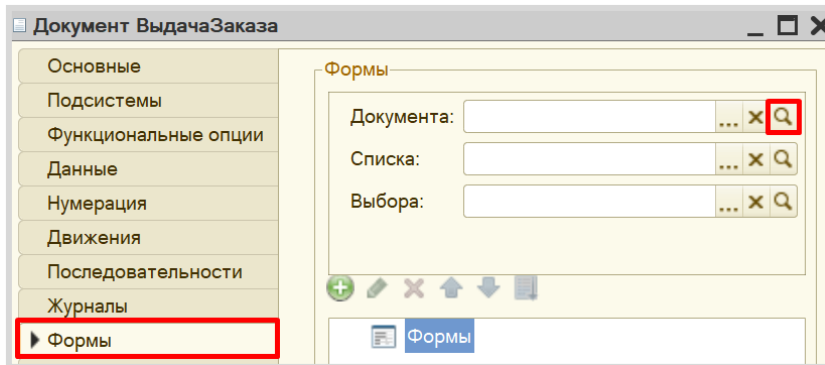 Документ ВыдачаЗаказа
Основные
Подсистемы
Функциональные опции
Данные
Нумерация
Движения
Последовательности
Журналы
Формы
Формы
Документа:
...
Списка:
...
Выбора:
...
Формы